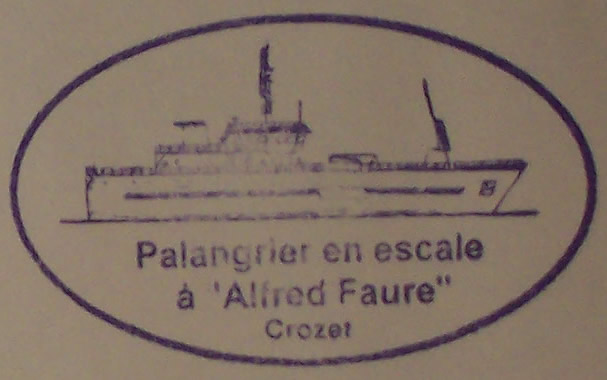 Palangrier en escale
à 'Alfred Faure"
Crozet